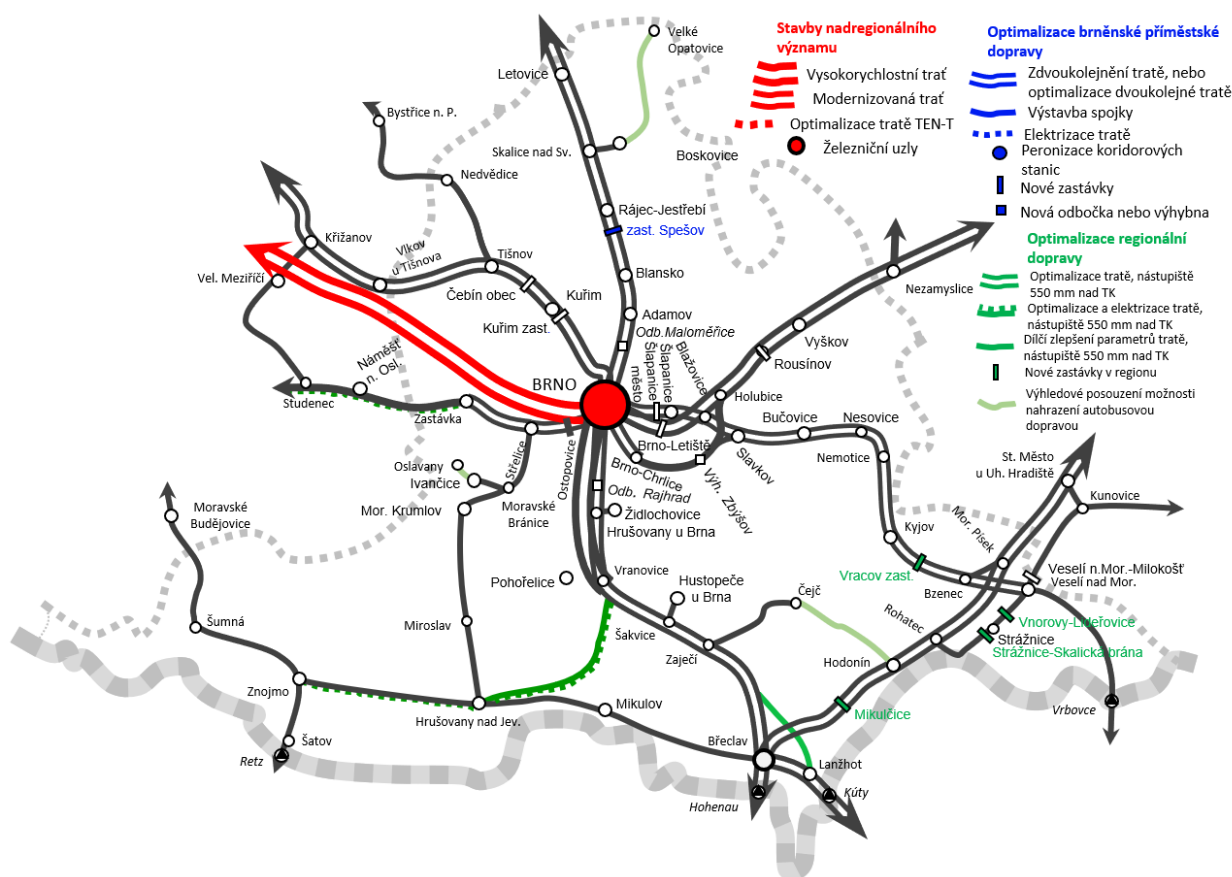 Stavby nadregionálního
významu
Vysokorychlostní trať
Modernizovaná trať
Optimalizace tratě TEN-T
Železniční uzly
Optimalizace brněnské příměstské
dopravy
Zdvoukolejnění tratě, nebo
optimalizace dvoukolejné tratě
Výstavba spojky
Elektrizace tratě
Peronizace koridorových
stanic
Nové zastávky
Nová odbočka nebo výhybna
Optimalizace regionální
dopravy
Optimalizace tratě, nástupiště
550 mm nad TK
Optimalizace a elektrizace tratě,
nástupiště 550 mm nad TK
Dílčí zlepšení parametrů tratě,
nástupiště 550 mm nad TK
Nové zastávky v regionu
Výhledové posouzení možnosti
nahrazení autobusovou
dopravou
Velké
Opatovice
Letovice
Bystřice n. P.
Skalice nad Sv.
Boskovice
Nedvědice
Rájec-Jestřebí
zast. Spešov
Křižanov
Vlkov
u Tišnova
Tišnov
Vel. Meziříčí
Blansko
Nezamyslice
Čebín obec
Kuřim
Kuřim zast.
Adamov
Odb.Maloměřice
Vyškov
Rousínov
Šlapanice
město
Šlapanice
Blažovice
Náměšť
n. Osl.
BRNO
Holubice
Studenec
Zastávka
Bučovice
Nesovice
Brno-Letiště
Slavkov
Nemotice
Střelice
Ostopovice
Brno-Chrlice
Výh. Zbýšov
St. Město
u Uh. Hradiště
Oslavany
Ivančice
Odb. Rajhrad
Moravské
Bránice
Kunovice
Moravské
Budějovice
Mor. Krumlov
Židlochovice
Hrušovany u Brna
Kyjov
Mor. Písek
Vranovice
Pohořelice
Hustopeče
u Brna
Vracov zast.
Bzenec
Veselí n.Mor.-Milokošť
Veselí nad Mor.
Čejč
Šumná
Miroslav
Šakvice
Rohatec
Vnorovy-Lideřovice
Strážnice
Strážnice-Skalická brána
Zaječí
Hodonín
Znojmo
Mikulov
Hrušovany nad Jev.
Mikulčice
Vrbovce
Šatov
Retz
Břeclav
Lanžhot
Hohenau
Kúty